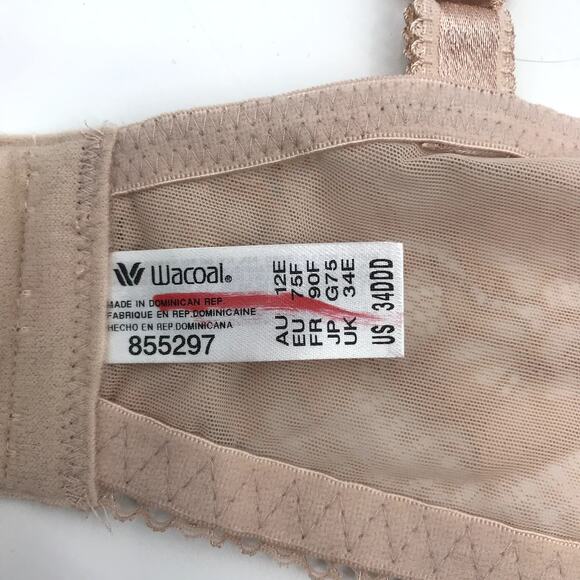 Wacoal®
MADE IN DOMINICAN REP.
FABRIQUE EN REP.DOMINICAINE
HECHO EN REP.DOMINICANA
855297
AU 12E
EU 75F
FR 90F
JP G75
UK 34E
US 34DDD